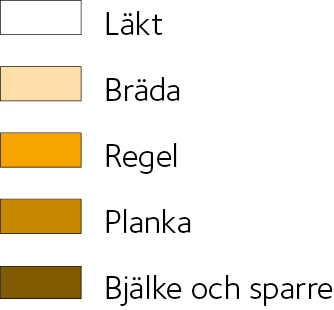 Läkt
Bräda
Regel
Planka
Bjälke och sparre